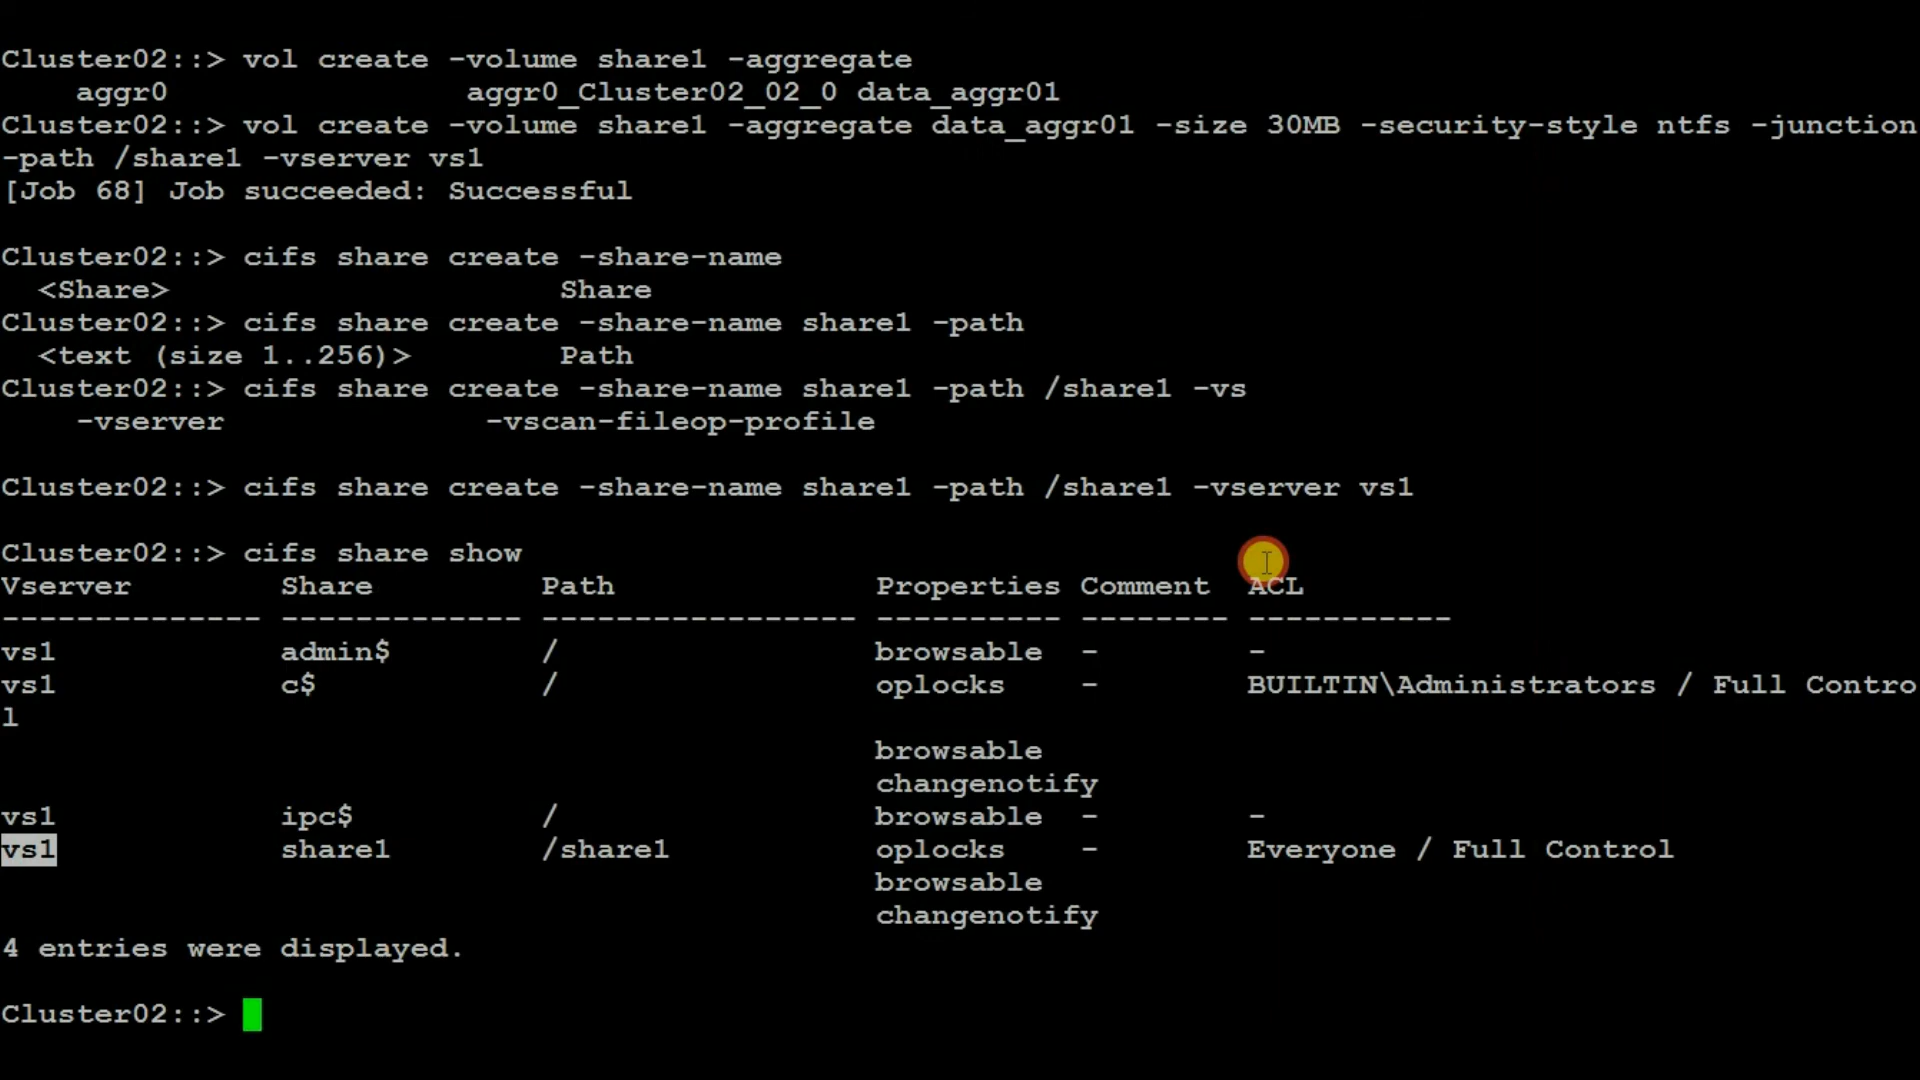 Cluster02::> vol create -volume share1 -aggregate
    aggr0                aggr0_Cluster02_02_0 data_aggr01
Cluster02::> vol create -volume share1 -aggregate data_aggr01 -size 30MB -security-style ntfs -junction
-path /share1 -vserver vs1
[Job 68] Job succeeded: Successful
Cluster02::> cifs share create -share-name
  <Share>                     Share
Cluster02::> cifs share create -share-name share1 -path
  <text (size 1..256)>        Path
Cluster02::> cifs share create -share-name share1 -path /share1 -vs
    -vserver              -vscan-fileop-profile
Cluster02::> cifs share create -share-name share1 -path /share1 -vserver vs1
Cluster02::> cifs share show
Vserver        Share         Path              Properties Comment  ACL
-------------- ------------- ----------------- ---------- -------- -----------
vs1            admin$        /                 browsable  -        -
vs1            c$            /                 oplocks    -        BUILTIN\Administrators / Full Contro
l
                                               browsable
                                               changenotify
vs1            ipc$          /                 browsable  -        -
vs1            share1        /share1           oplocks    -        Everyone / Full Control
                                               browsable
                                               changenotify
4 entries were displayed.
Cluster02::>